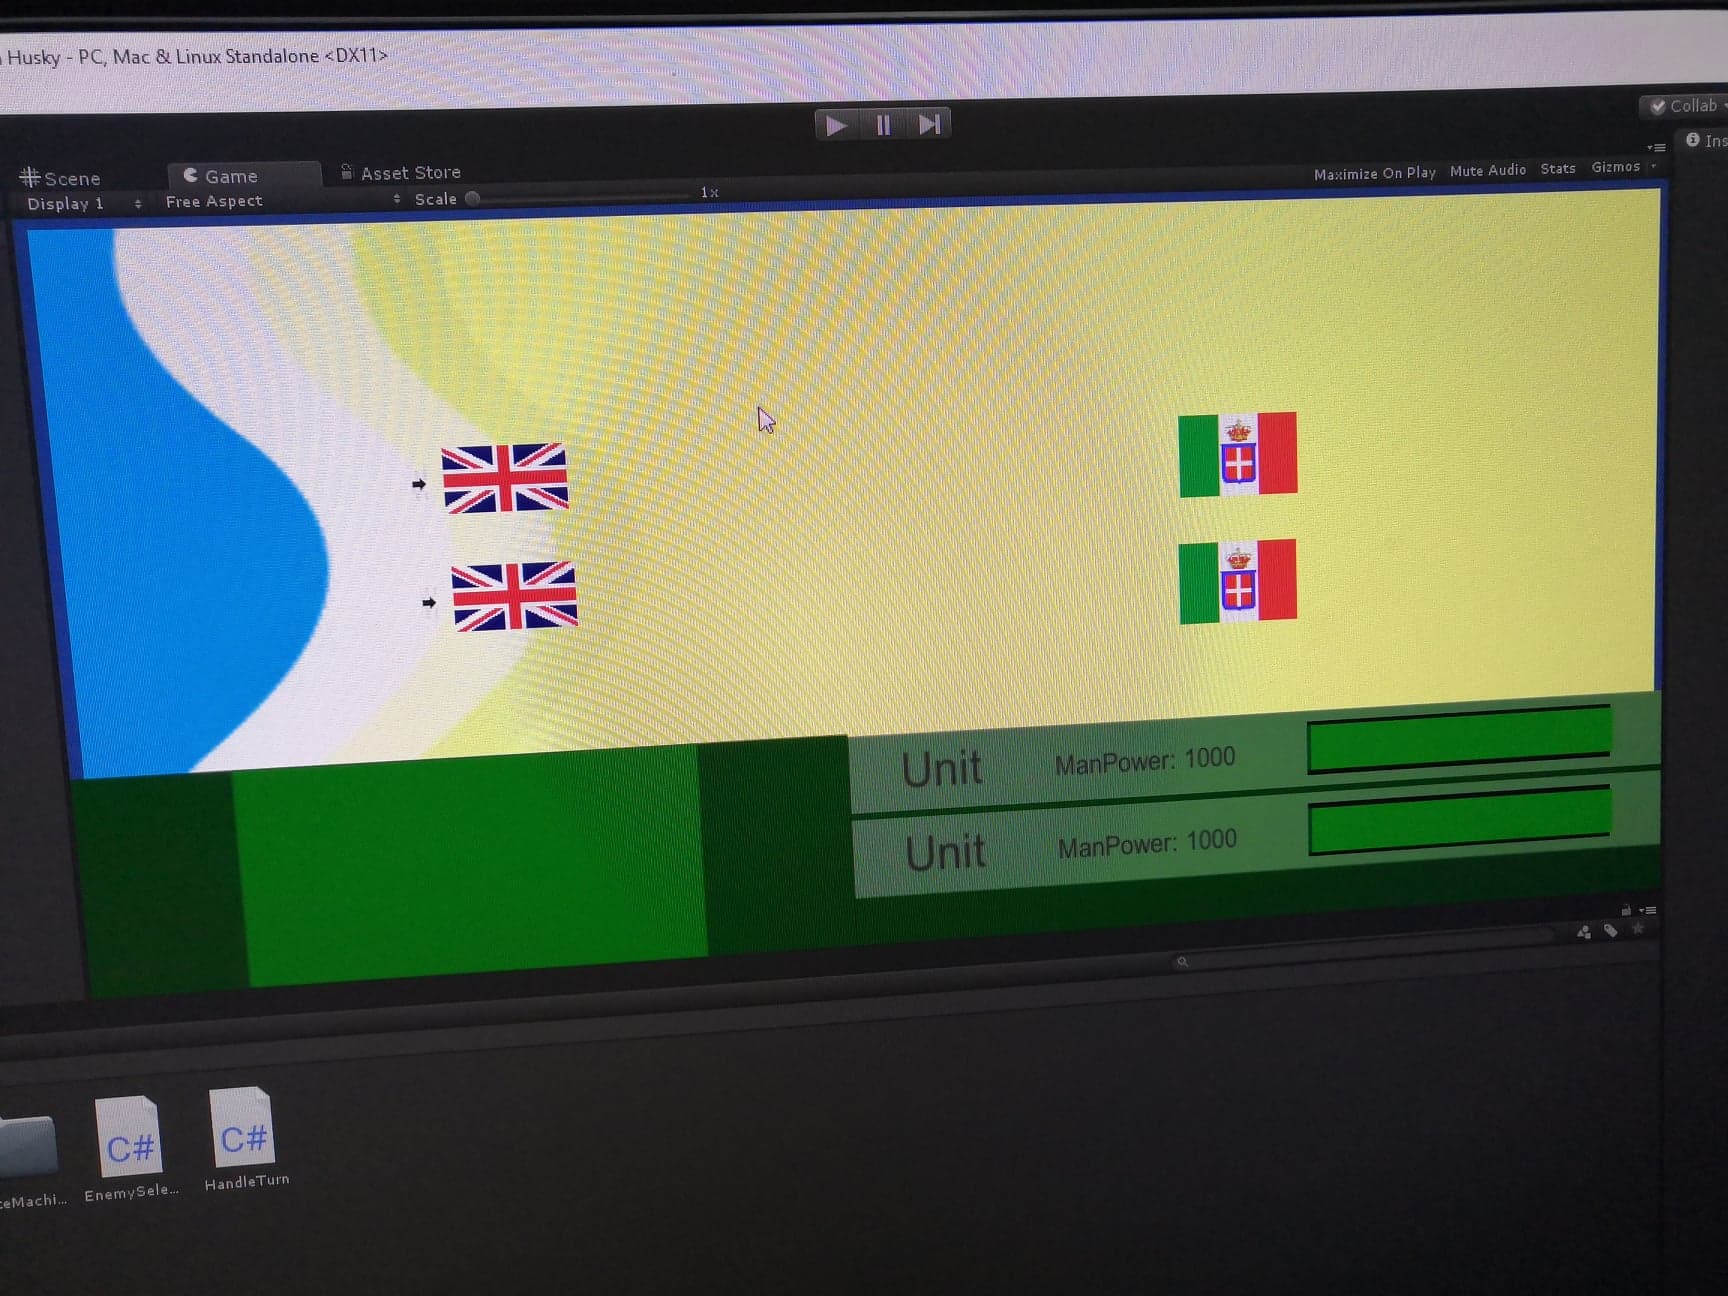 Husky - PC, Mac & Linux Standalone <DX11>
Collab
Scene
Game
Asset Store
Ins
Display 1
Free Aspect
Scale
1x
Maximize On Play
Mute Audio
Stats
Gizmos
Unit
ManPower: 1000
Unit
ManPower: 1000
C#
C#
eMachi...
EnemySele...
HandleTurn